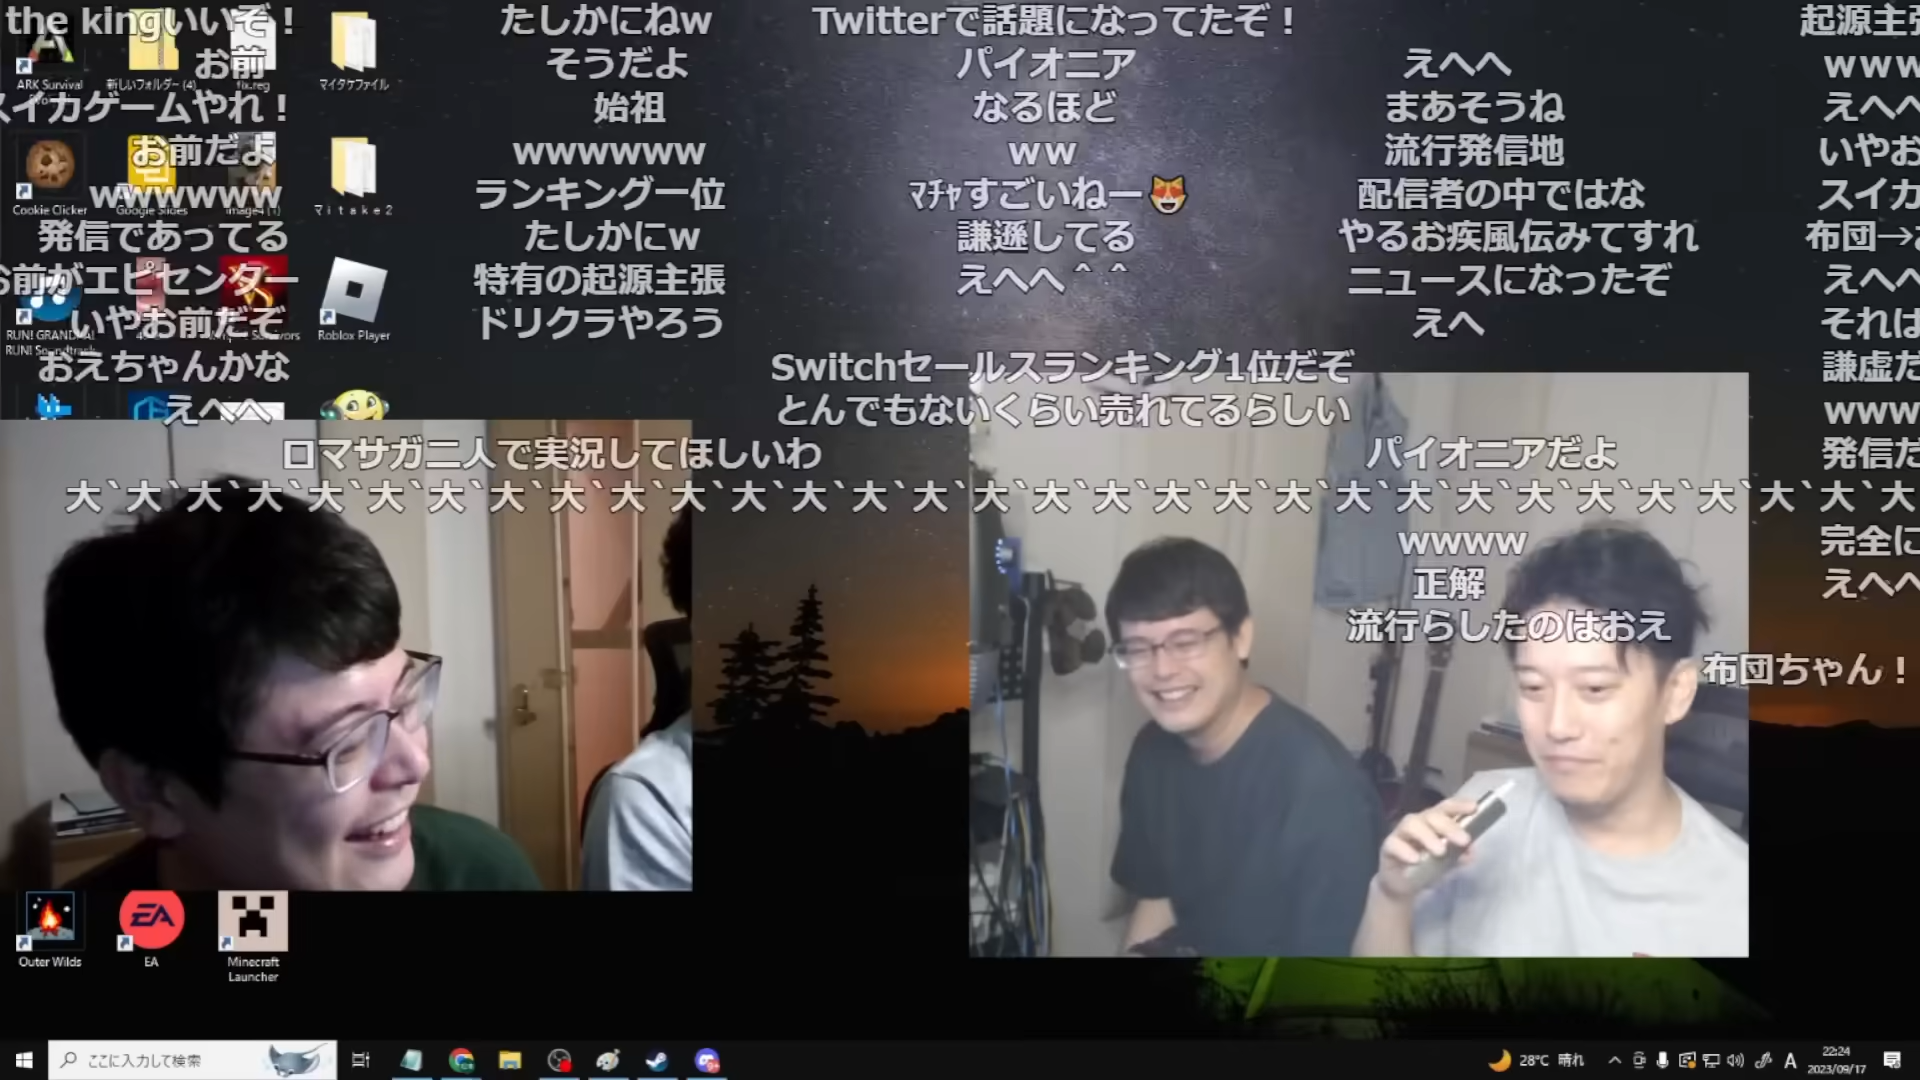 the kingいいぞ！
たしかにねw
Twitterで話題になってたぞ！
起源主張
お前
そうだよ
パイオニア
えへへ
www
ARK Survival
新しいフォルダー (4)
fix.reg
マイタケファイル
スイカゲームやれ！
始祖
なるほど
まあそうね
えへへ
お前だよ
wwwwww
ww
流行発信地
いやお
wwwwww
ランキング一位
ﾏﾁｬすごいねー😻
配信者の中ではな
スイカ
Cookie Clicker
Google Slides
image4 (1)
Ｍｉｔａｋｅ２
発信であってる
たしかにw
謙遜してる
やるお疾風伝みてすれ
布団→
お前がエピセンター
特有の起源主張
えへへ＾＾
ニュースになったぞ
えへへ
いやお前だぞ
ドリクラやろう
えへ
それは
RUN! GRANDMA!
RUN! Soundtrack
Roblox Player
おえちゃんかな
Switchセールスランキング1位だぞ
謙虚だ
えへへ
とんでもないくらい売れてるらしい
www
ロマサガ二人で実況してほしいわ
パイオニアだよ
発信だ
大`大`大`大`大`大`大`大`大`大`大`大`大`大`大`大`大`大`大`大`大`大`大`大`大`大`大`大`大`大`大
wwww
完全に
正解
えへへ
流行らしたのはおえ
布団ちゃん！
Outer Wilds
EA
EA
Minecraft
Launcher
ここに入力して検索
28℃ 晴れ
A
22:24
2023/09/17